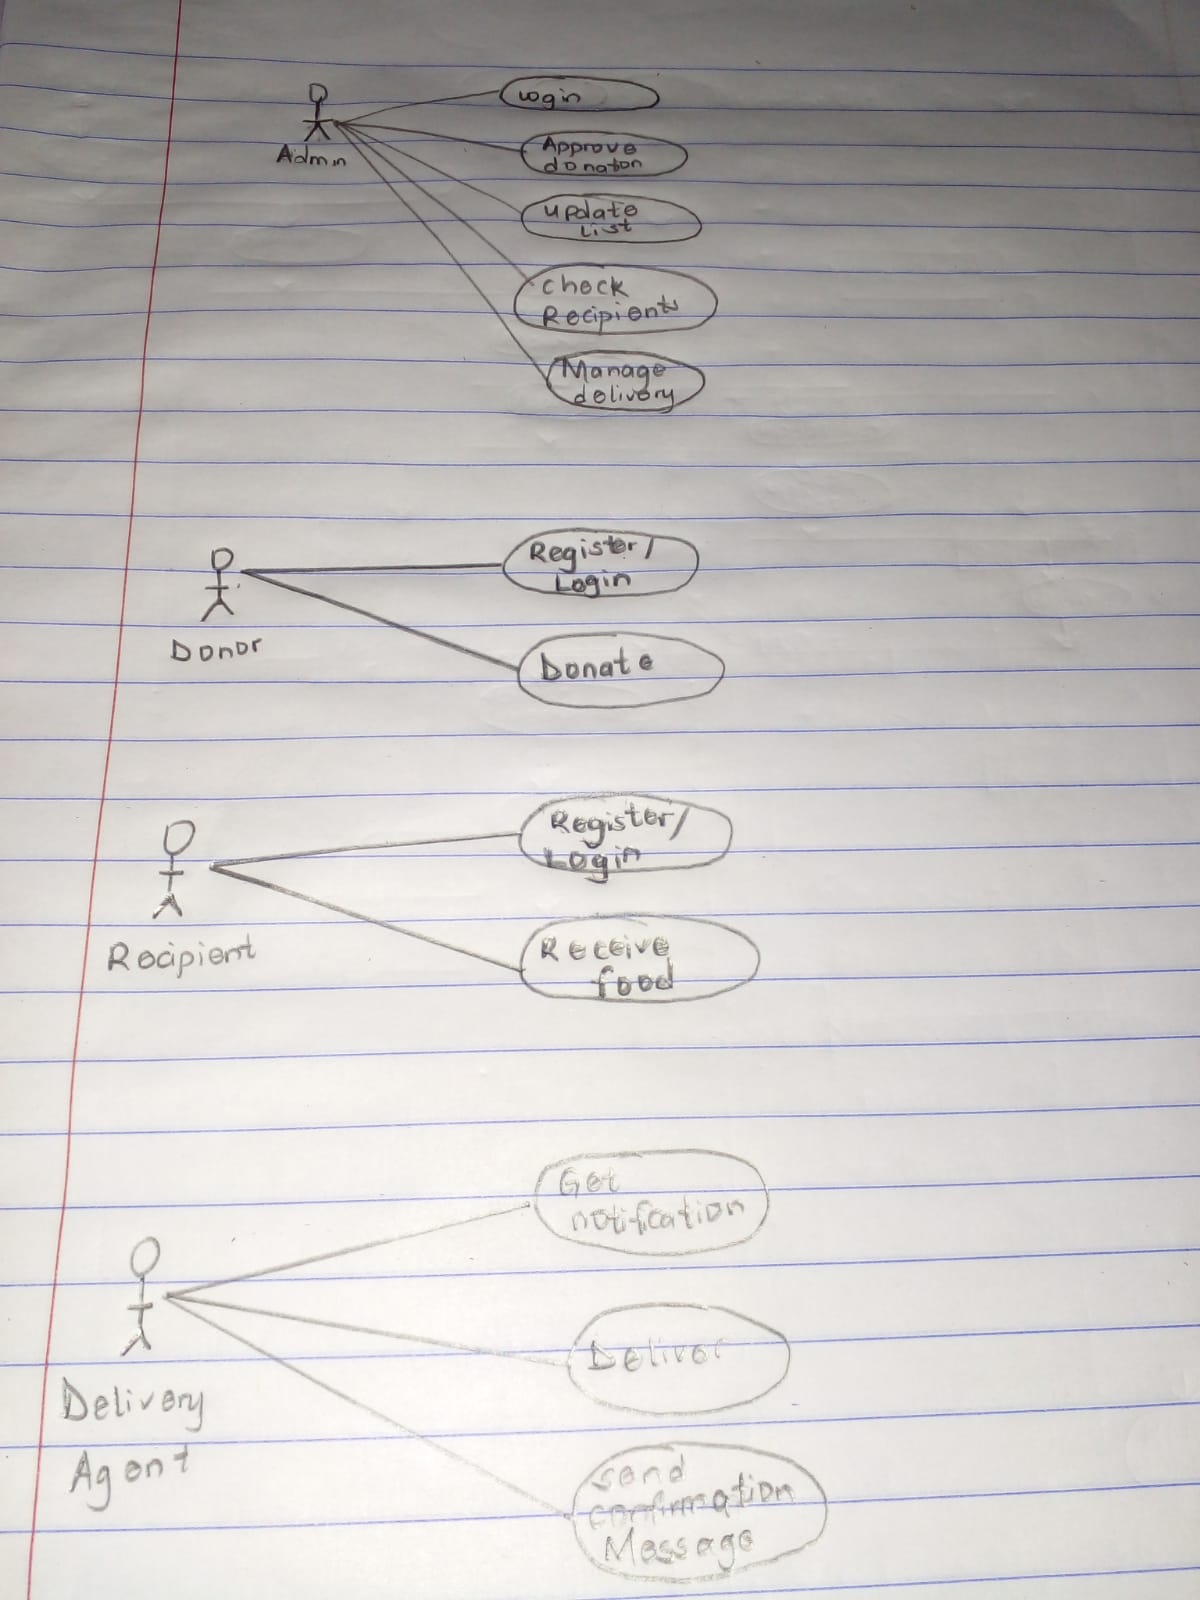 Login
Admin
Approve
donation
update
List
Check
Recipients
Manage
delivery
Register/
Login
Donor
Donate
Register/
Login
Recipient
Receive
food
Get
notification
Deliver
Delivery
Agent
send
confirmation
Message